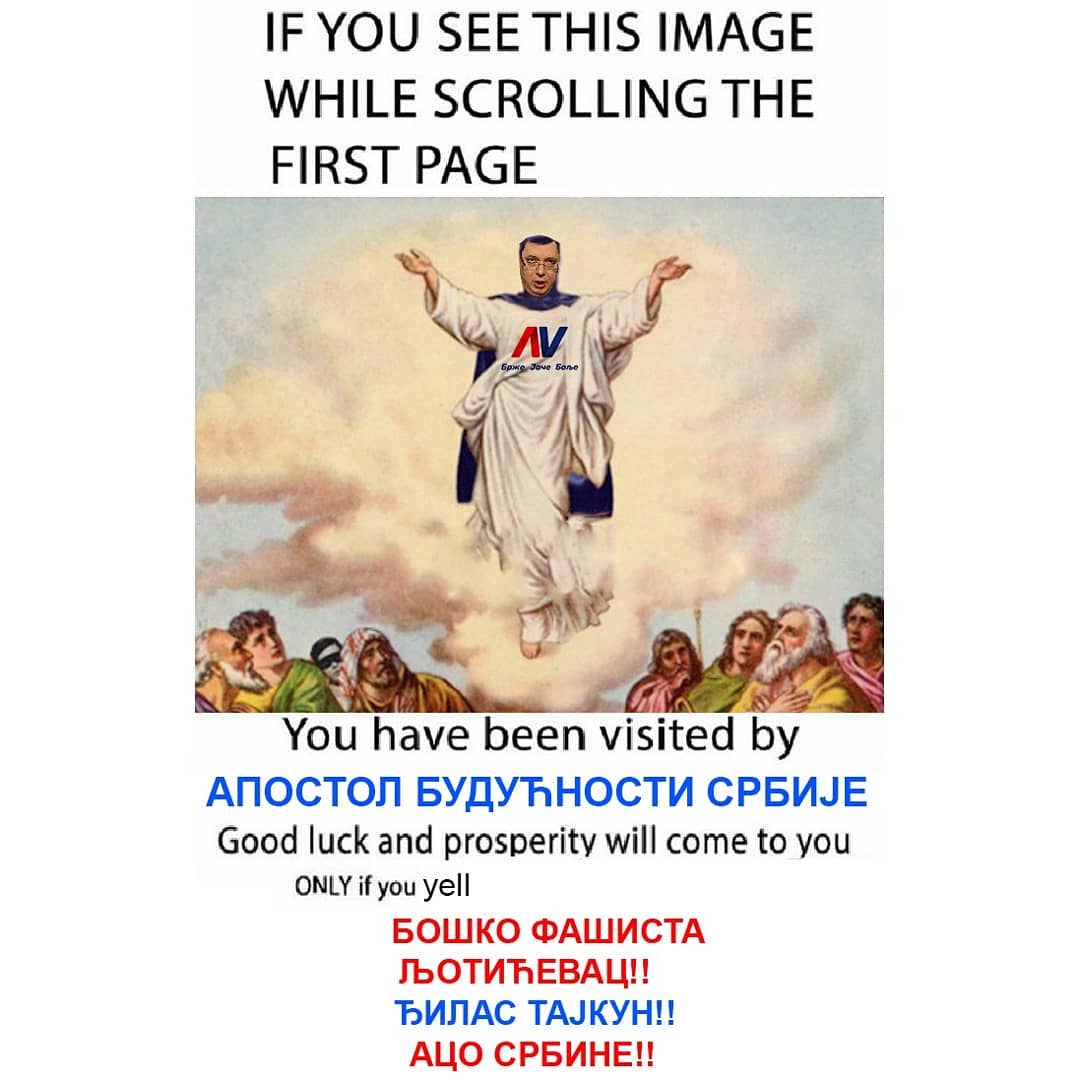 IF YOU SEE THIS IMAGE
WHILE SCROLLING THE
FIRST PAGE
AV
Брже Јаче Боље
You have been visited by
АПОСТОЛ БУДУЋНОСТИ СРБИЈЕ
Good luck and prosperity will come to you
ONLY if you yell
БОШКО ФАШИСТА
ЉОТИЋЕВАЦ!!
ЂИЛАС ТАЈКУН!!
АЦО СРБИНЕ!!